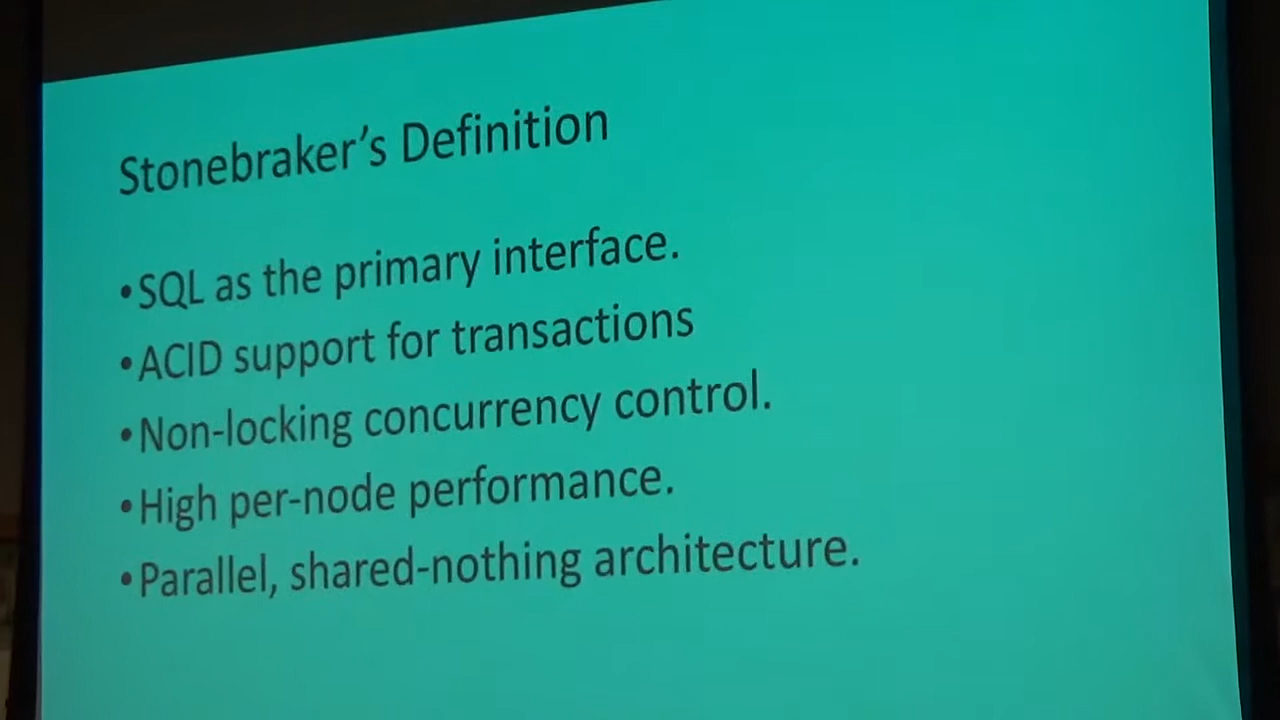 Stonebraker’s Definition
•SQL as the primary interface.
•ACID support for transactions
•Non-locking concurrency control.
•High per-node performance.
•Parallel, shared-nothing architecture.